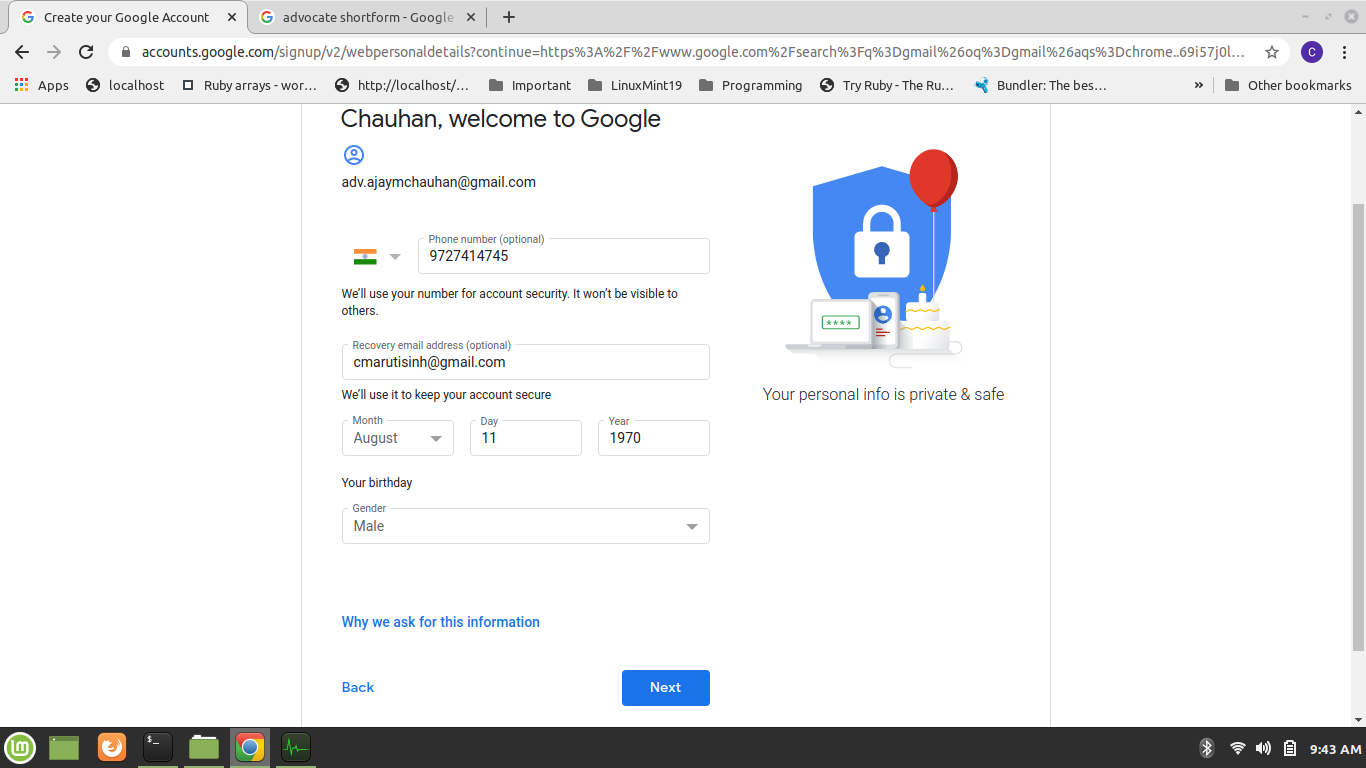 Create your Google Account
advocate shortform - Google
accounts.google.com/signup/v2/webpersonaldetails?continue=https%3A%2F%2Fwww.google.com%2Fsearch%3Fq%3Dgmail%26oq%3Dgmail%26aqs%3Dchrome..69i57j0l...
C
Apps
localhost
Ruby arrays - wor...
http://localhost/...
Important
LinuxMint19
Programming
Try Ruby - The Ru...
Bundler: The bes...
»
Other bookmarks
Chauhan, welcome to Google
adv.ajaymchauhan@gmail.com
Phone number (optional)
9727414745
We’ll use your number for account security. It won’t be visible to
others.
Recovery email address (optional)
cmarutisinh@gmail.com
We’ll use it to keep your account secure
Month
August
Day
11
Year
1970
Your birthday
Gender
Male
Why we ask for this information
Back
Next
****
Your personal info is private & safe
9:43 AM